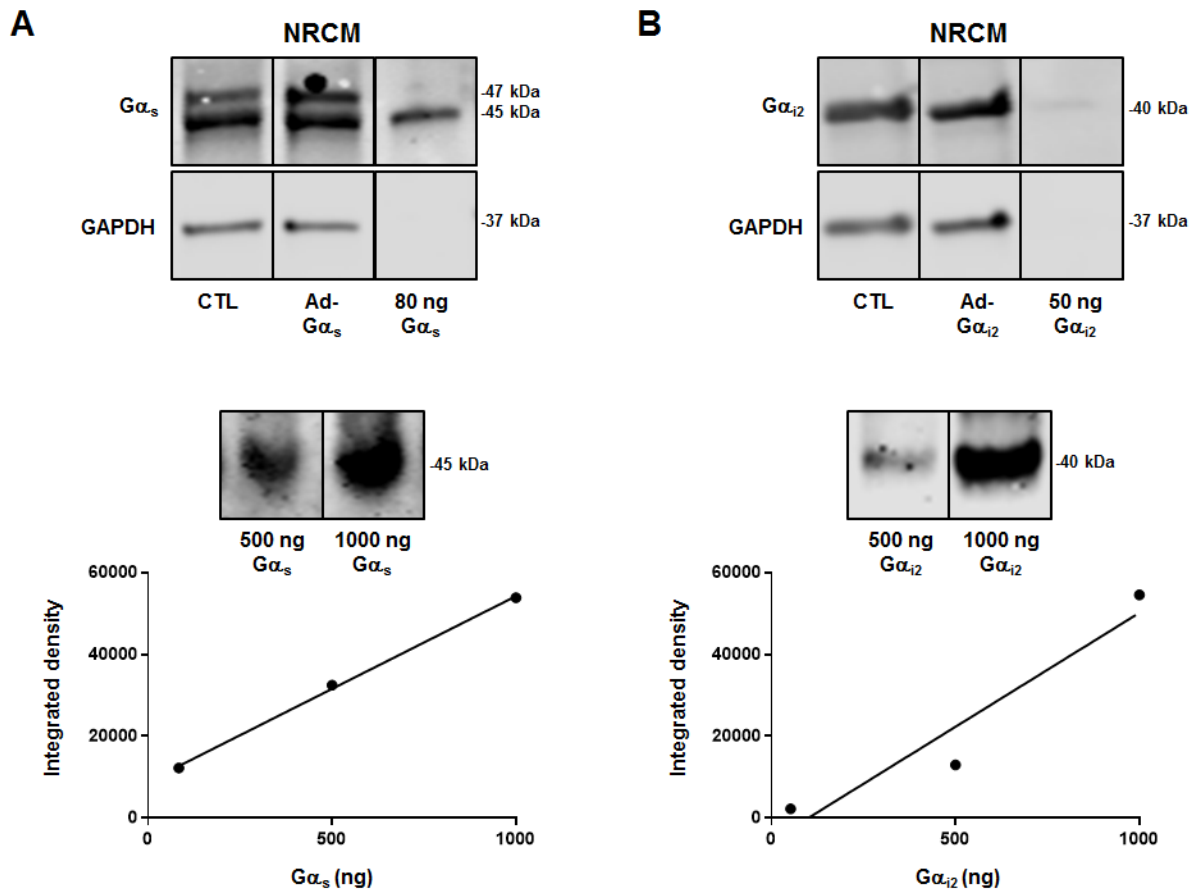 A
NRCM
Gαs
-47 kDa
-45 kDa
GAPDH
-37 kDa
CTL
Ad-
Gαs
80 ng
Gαs
-45 kDa
500 ng
Gαs
1000 ng
Gαs
Integrated density
60000
40000
20000
0
0
500
1000
Gαs (ng)
B
NRCM
Gαi2
-40 kDa
GAPDH
-37 kDa
CTL
Ad-
Gαi2
50 ng
Gαi2
-40 kDa
500 ng
Gαi2
1000 ng
Gαi2
Integrated density
60000
40000
20000
0
0
500
1000
Gαi2 (ng)